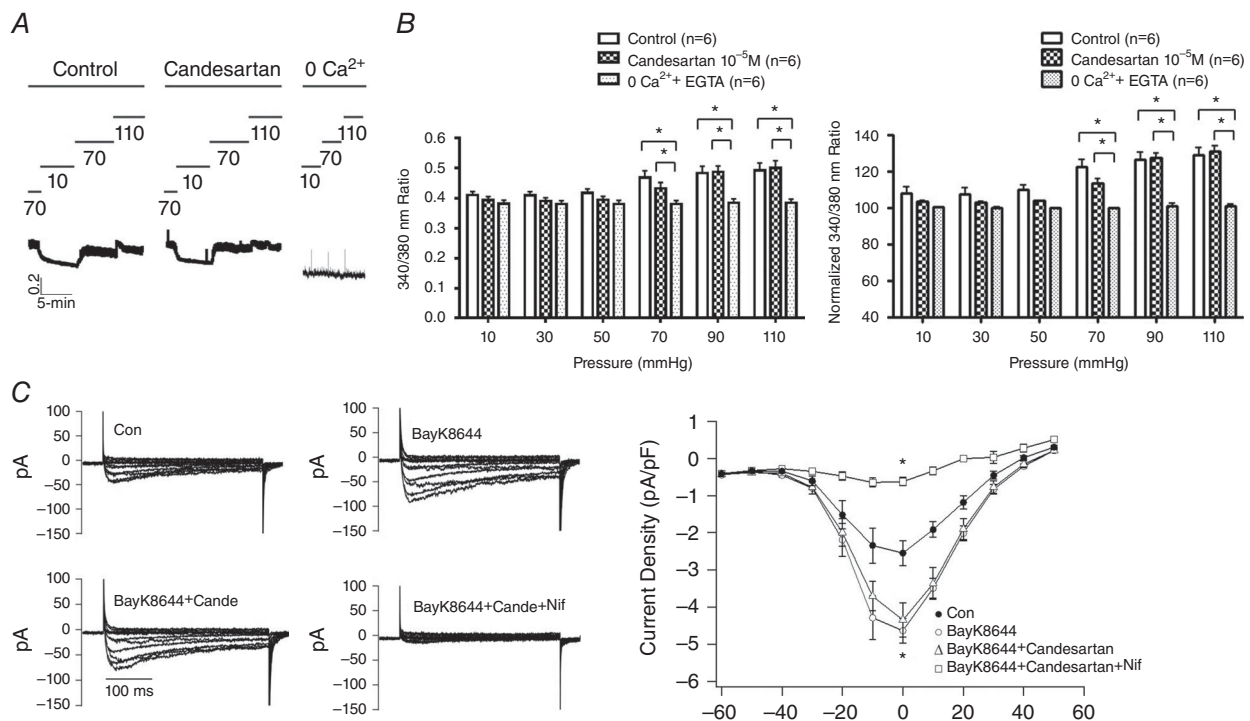 A
Control
Candesartan
0 Ca²⁺
110
70
10
70
110
70
10
70
110
70
10
0.2
5-min
B
Control (n=6)
Candesartan 10⁻⁵M (n=6)
0 Ca²⁺+ EGTA (n=6)
340/380 nm Ratio
0.6
0.5
0.4
0.3
0.2
0.1
0.0
* * *
* * *
10 30 50 70 90 110
Pressure (mmHg)
Control (n=6)
Candesartan 10⁻⁵M (n=6)
0 Ca²⁺+ EGTA (n=6)
Normalized 340/380 nm Ratio
140
120
100
80
60
40
* * *
* * *
10 30 50 70 90 110
Pressure (mmHg)
C
pA
100
50
0
−50
−100
−150
Con
pA
100
50
0
−50
−100
−150
BayK8644
pA
100
50
0
−50
−100
−150
BayK8644+Cande
100 ms
pA
100
50
0
−50
−100
−150
BayK8644+Cande+Nif
Current Density (pA/pF)
1
0
−1
−2
−3
−4
−5
−6
*
*
Con
BayK8644
BayK8644+Candesartan
BayK8644+Candesartan+Nif
−60 −40 −20 0 20 40 60